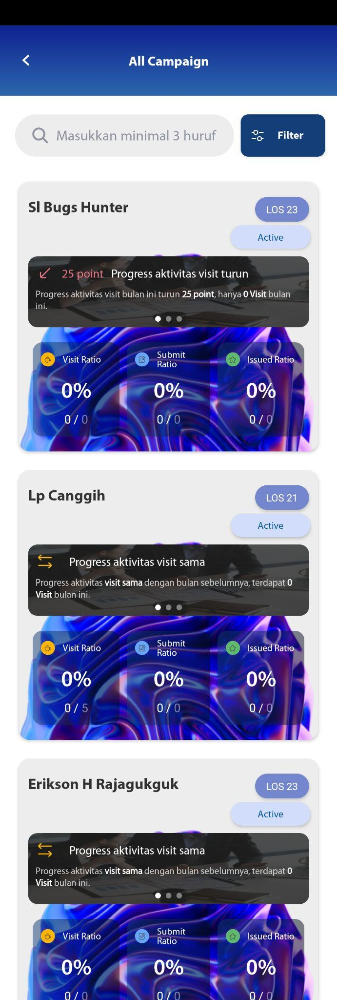 All Campaign
Masukkan minimal 3 huruf
Filter
Sl Bugs Hunter
LOS 23
Active
25 point Progress aktivitas visit turun
Progress aktivitas visit bulan ini turun 25 point, hanya 0 Visit bulan
ini.
Visit Ratio
Submit
Ratio
Issued Ratio
0%
0%
0%
0 / 0
0 / 0
0 / 0
Lp Canggih
LOS 21
Active
Progress aktivitas visit sama
Progress aktivitas visit sama dengan bulan sebelumnya, terdapat 0
Visit bulan ini.
Visit Ratio
Submit
Ratio
Issued Ratio
0%
0%
0%
0 / 5
0 / 0
0 / 0
Erikson H Rajagukguk
LOS 23
Active
Progress aktivitas visit sama
Progress aktivitas visit sama dengan bulan sebelumnya, terdapat 0
Visit bulan ini.
Visit Ratio
Submit
Ratio
Issued Ratio
0%
0%
0%
0 / 0
0 / 0
0 / 0